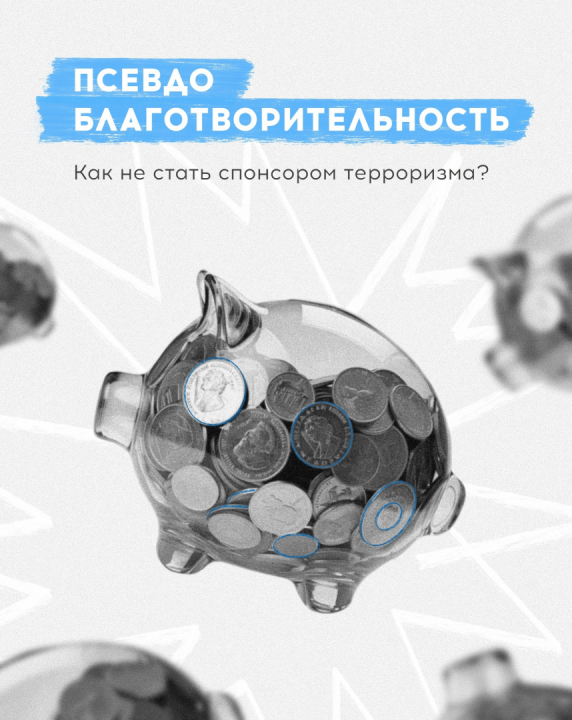 ПСЕВДО
БЛАГОТВОРИТЕЛЬНОСТЬ
Как не стать спонсором терроризма?